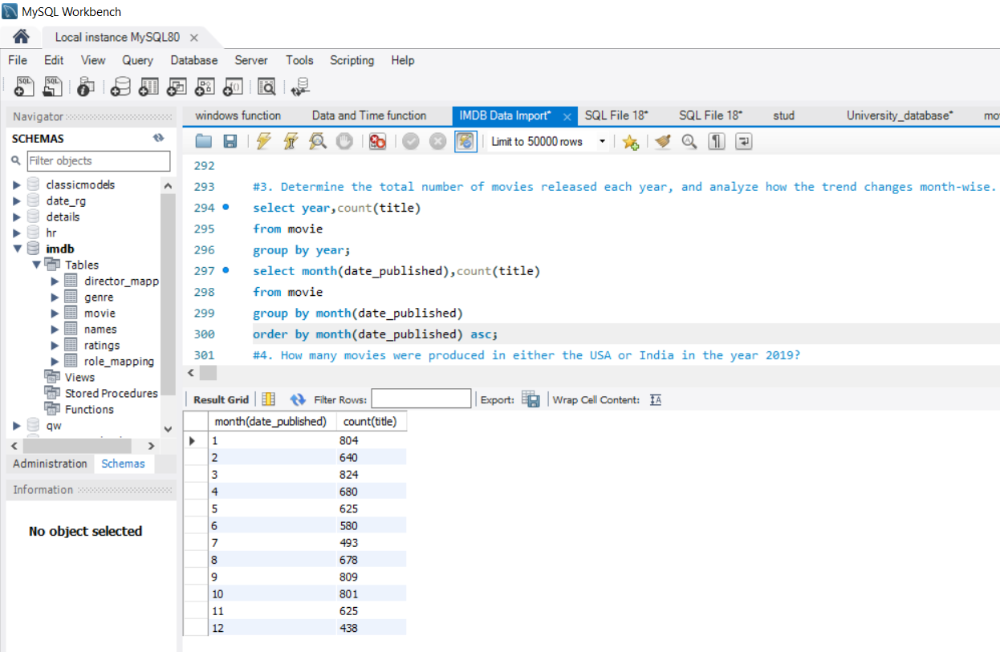 MySQL Workbench
Local instance MySQL80
File Edit View Query Database Server Tools Scripting Help
Navigator
SCHEMAS
Filter objects
classicmodels
date_rg
details
hr
imdb
Tables
director_mapp
genre
movie
names
ratings
role_mapping
Views
Stored Procedures
Functions
qw
Administration Schemas
Information
No object selected
windows function Data and Time function IMDB Data Import* SQL File 18* SQL File 18* stud University_database* mo
Limit to 50000 rows
292
293 #3. Determine the total number of movies released each year, and analyze how the trend changes month-wise.
294 select year,count(title)
295 from movie
296 group by year;
297 select month(date_published),count(title)
298 from movie
299 group by month(date_published)
300 order by month(date_published) asc;
301 #4. How many movies were produced in either the USA or India in the year 2019?
Result Grid Filter Rows: Export: Wrap Cell Content:
month(date_published) count(title)
1 804
2 640
3 824
4 680
5 625
6 580
7 493
8 678
9 809
10 801
11 625
12 438